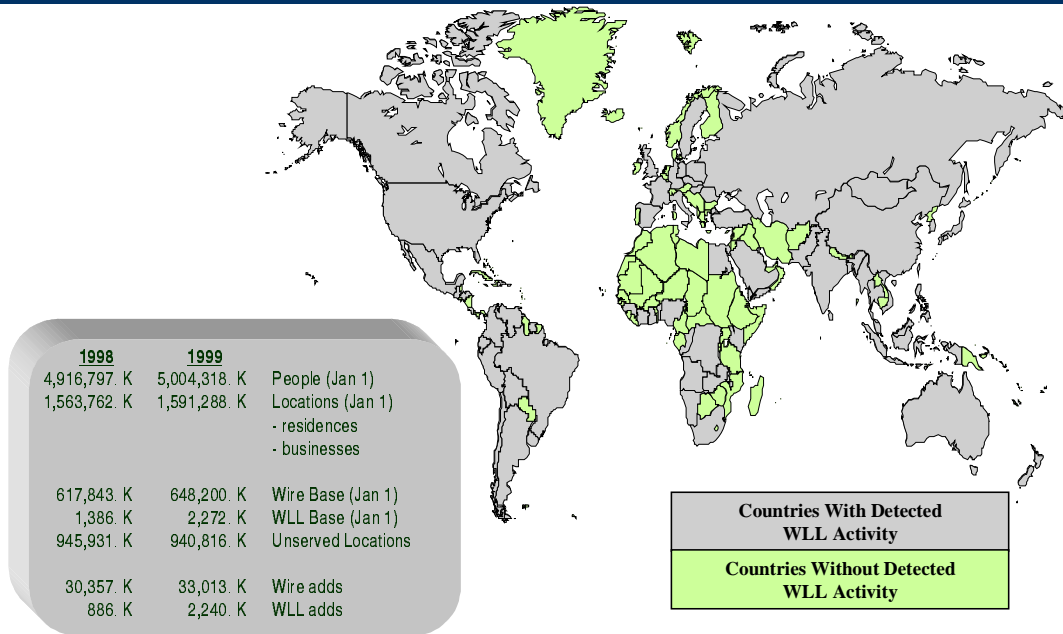 1998 1999
4,916,797. K 5,004,318. K People (Jan 1)
1,563,762. K 1,591,288. K Locations (Jan 1)
- residences
- businesses
617,843. K 648,200. K Wire Base (Jan 1)
1,386. K 2,272. K WLL Base (Jan 1)
945,931. K 940,816. K Unserved Locations
30,357. K 33,013. K Wire adds
886. K 2,240. K WLL adds
Countries With Detected
WLL Activity
Countries Without Detected
WLL Activity